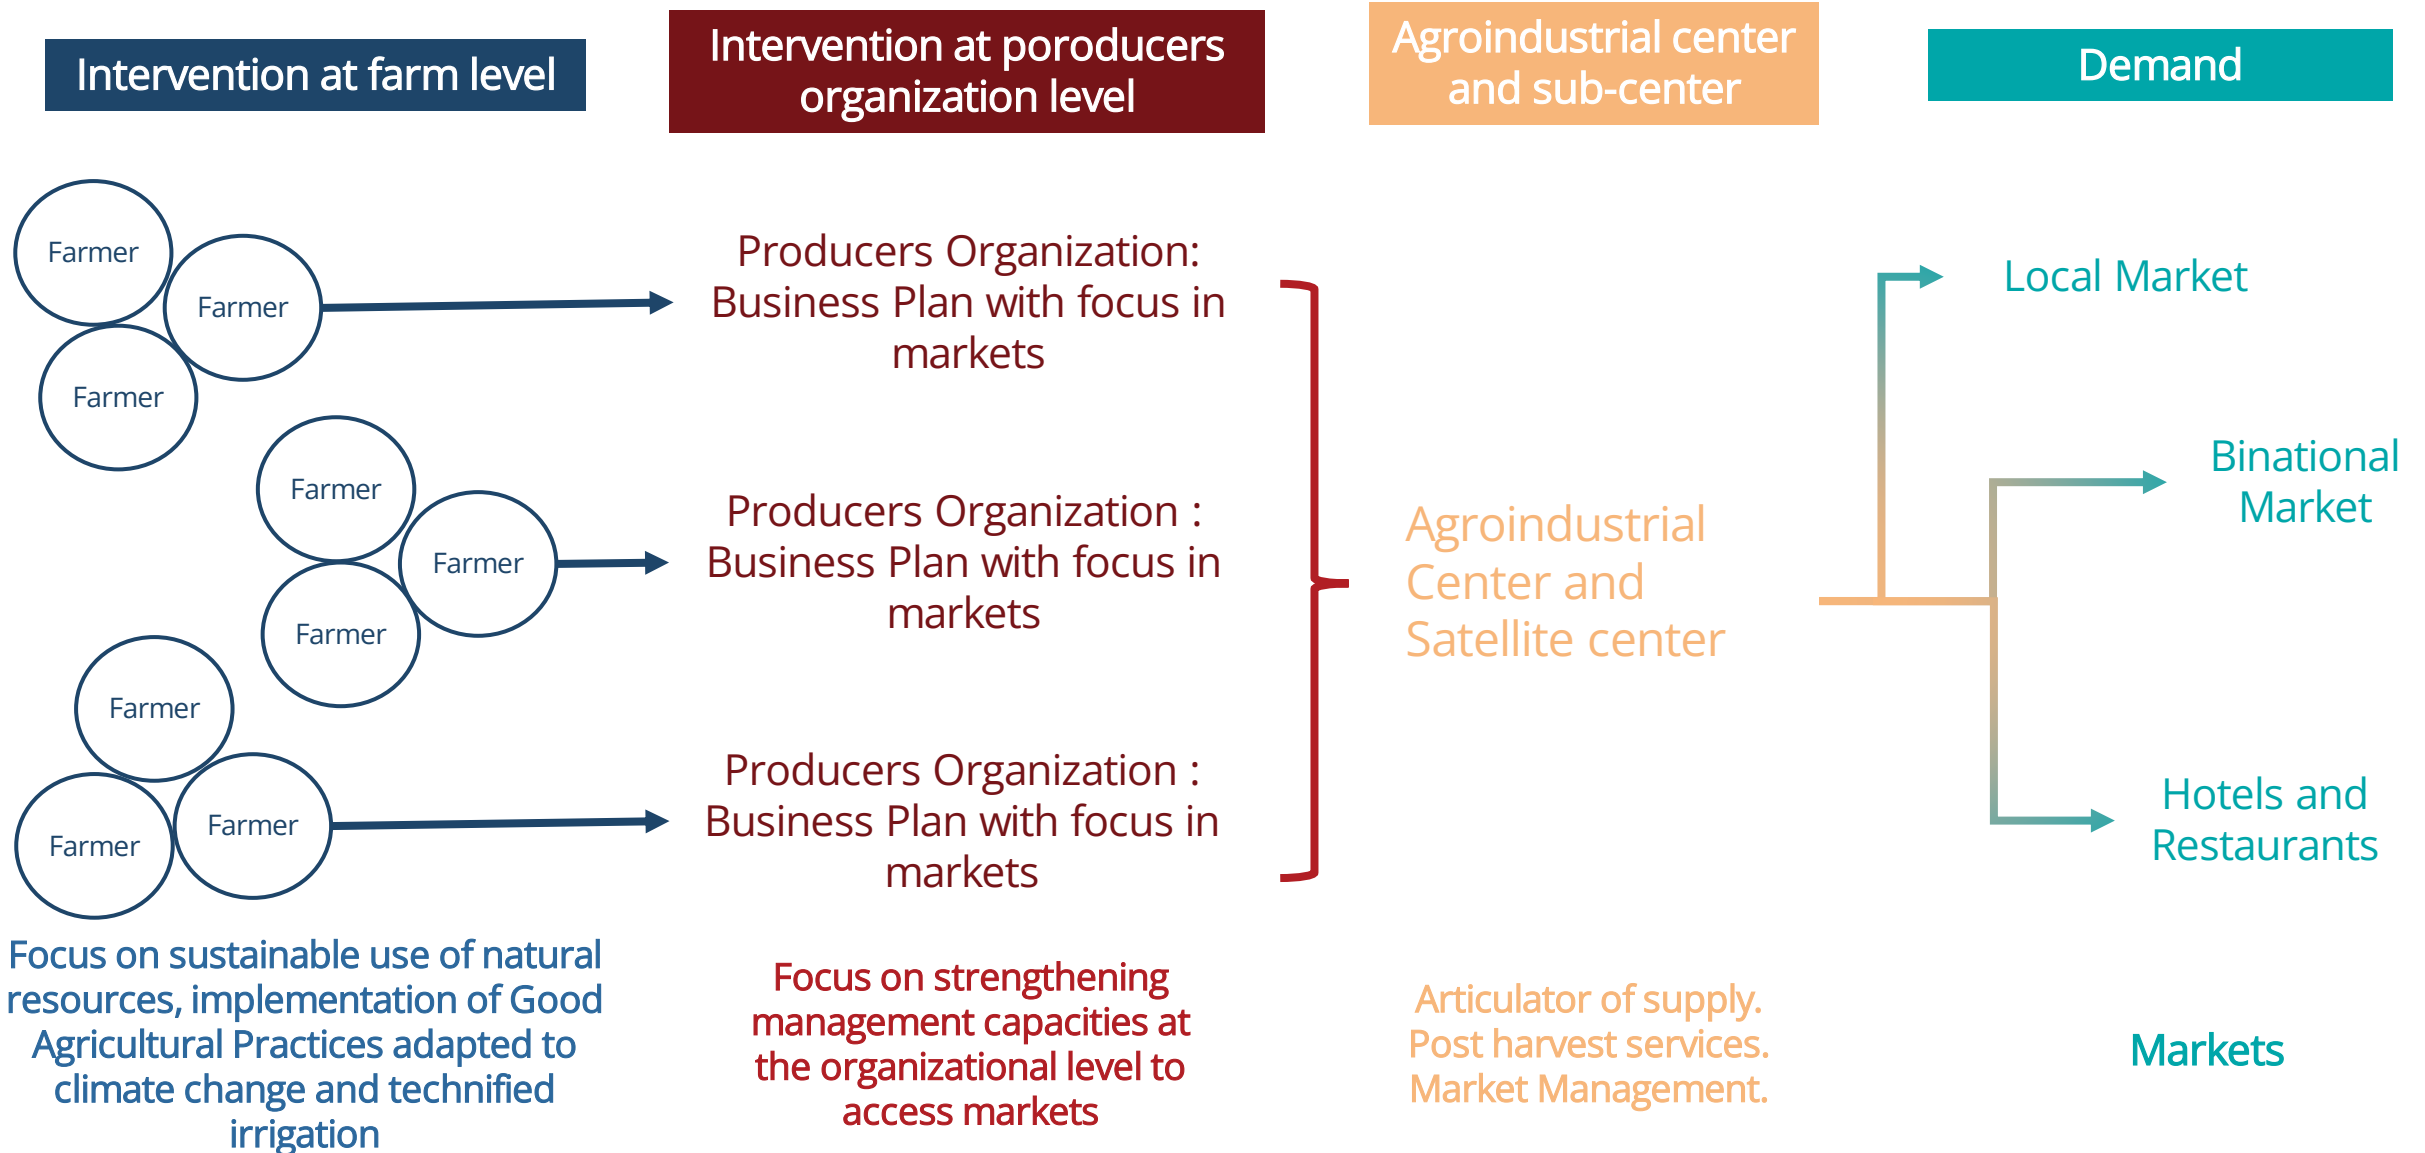 Intervention at farm level
Intervention at poroducers
organization level
Agroindustrial center
and sub-center
Demand
Farmer
Farmer
Farmer
Farmer
Farmer
Farmer
Farmer
Farmer
Farmer
Producers Organization:
Business Plan with focus in
markets
Producers Organization :
Business Plan with focus in
markets
Producers Organization :
Business Plan with focus in
markets
Agroindustrial
Center and
Satellite center
Local Market
Binational
Market
Hotels and
Restaurants
Focus on sustainable use of natural
resources, implementation of Good
Agricultural Practices adapted to
climate change and technified
irrigation
Focus on strengthening
management capacities at
the organizational level to
access markets
Articulator of supply.
Post harvest services.
Market Management.
Markets